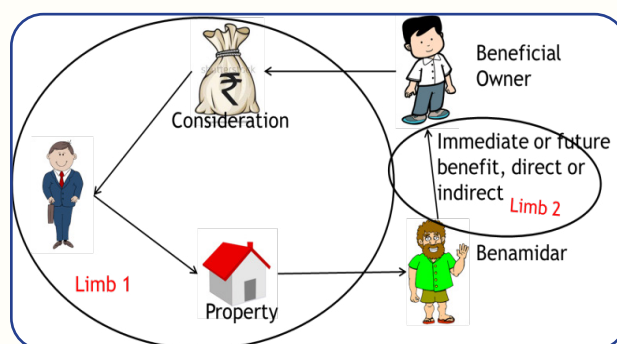 Beneficial
Owner
₹
Consideration
Immediate or future
benefit, direct or
indirect
Limb 2
Benamidar
Limb 1
Property